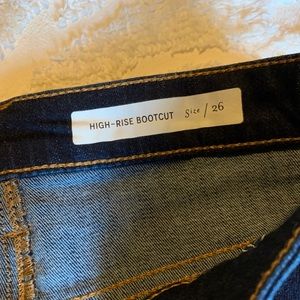 HIGH-RISE BOOTCUT Size / 26